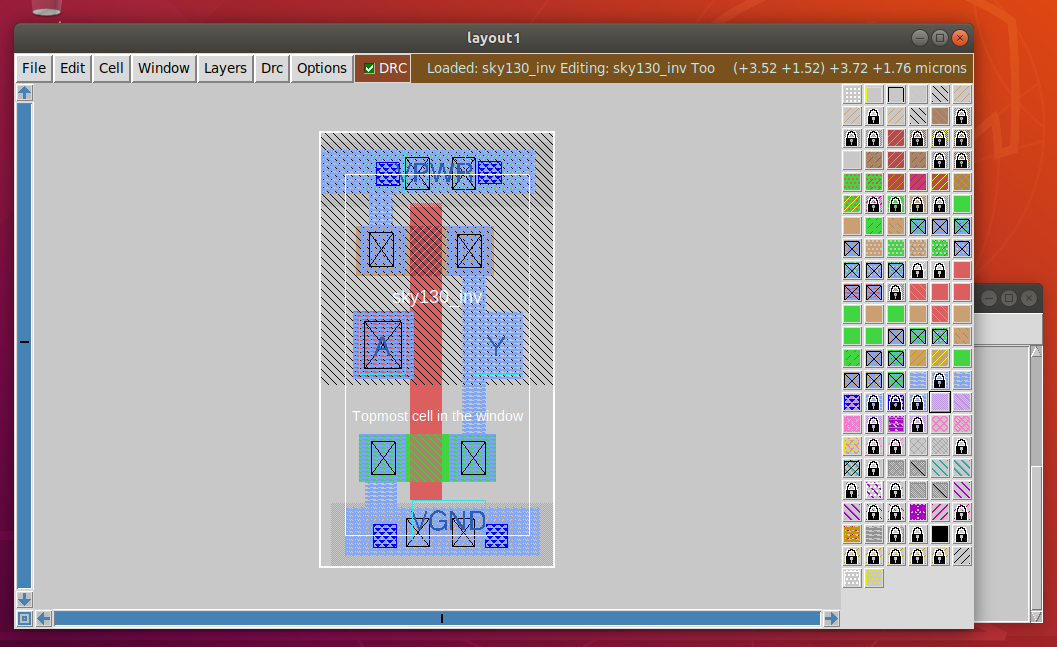 layout1
File Edit Cell Window Layers Drc Options DRC Loaded: sky130_inv Editing: sky130_inv Too (+3.52 +1.52) +3.72 +1.76 microns
VPWR
sky130_inv
A Y
Topmost cell in the window
VGND